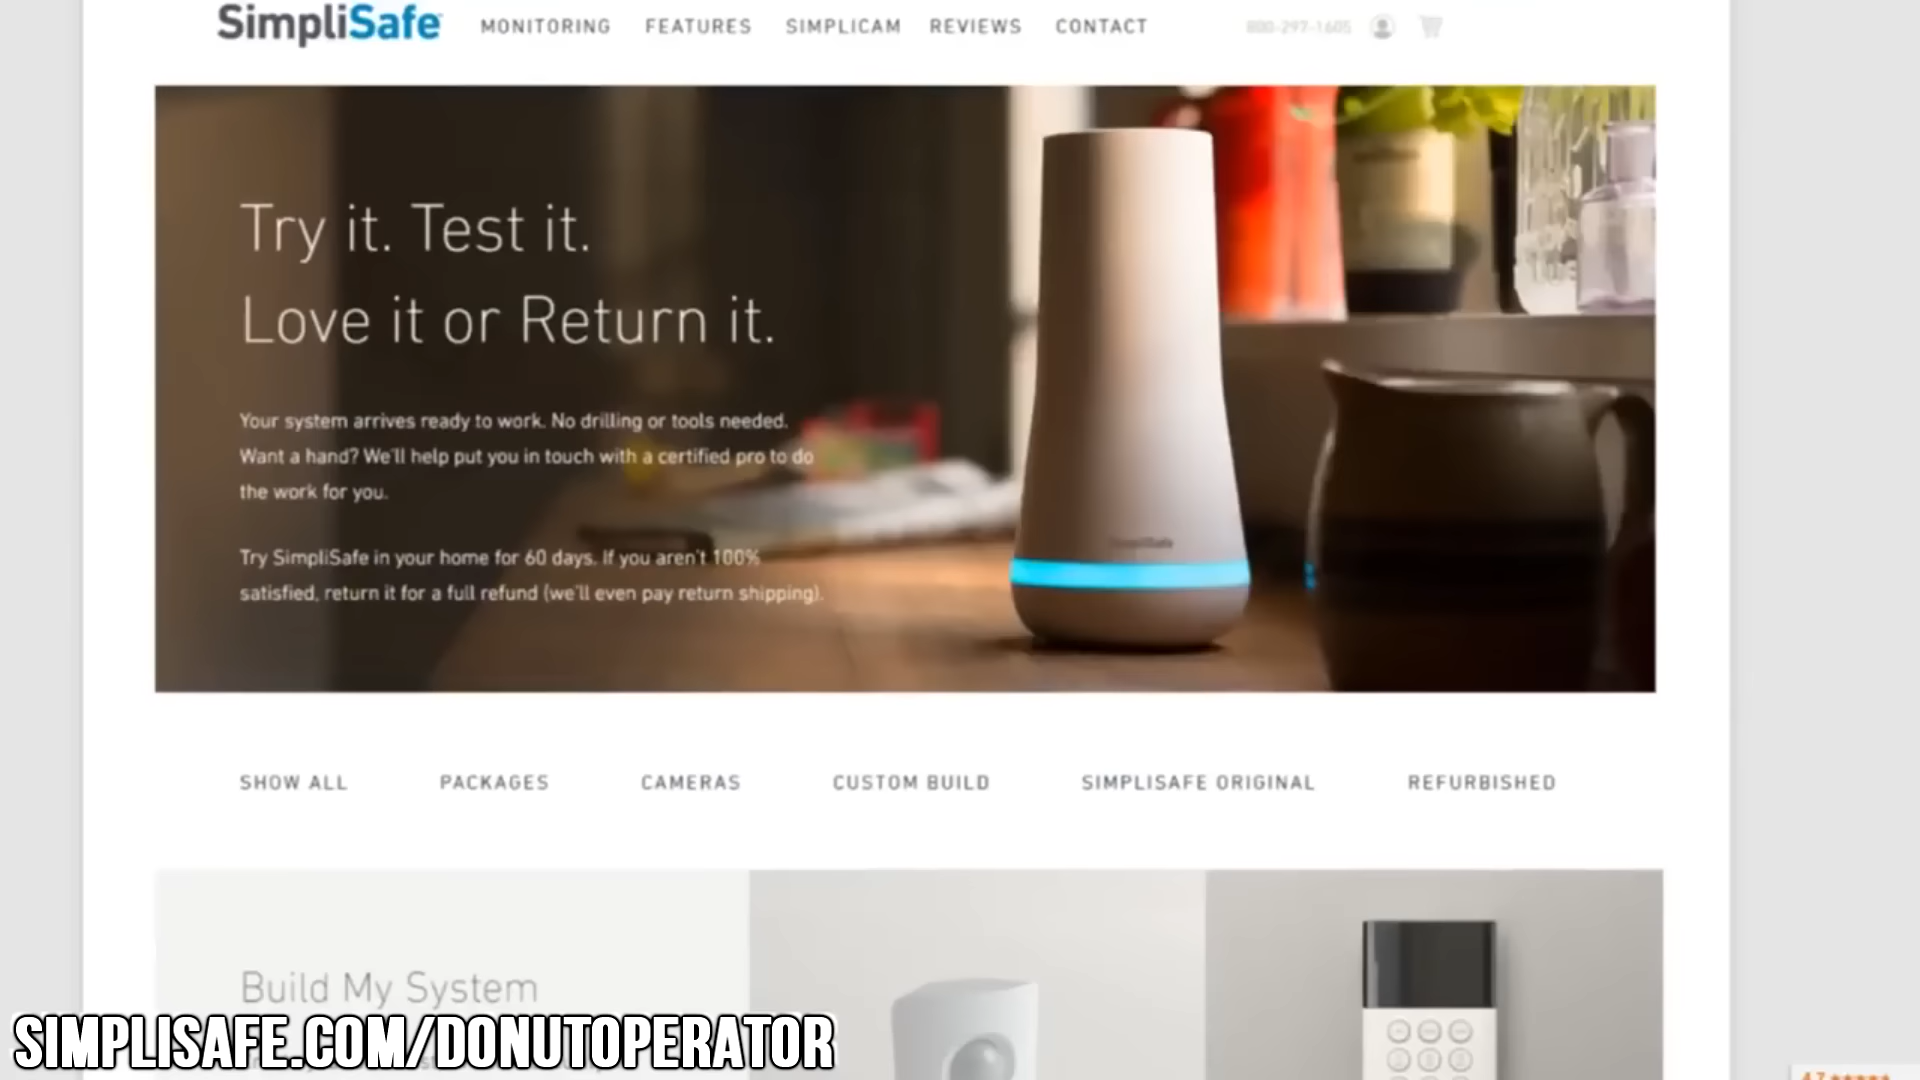 SimpliSafe MONITORING FEATURES SIMPLICAM REVIEWS CONTACT 800-297-1605
Try it. Test it.
Love it or Return it.
Your system arrives ready to work. No drilling or tools needed.
Want a hand? We'll help put you in touch with a certified pro to do
the work for you.
Try SimpliSafe in your home for 60 days. If you aren't 100%
satisfied, return it for a full refund (we'll even pay return shipping).
SimpliSafe
SHOW ALL PACKAGES CAMERAS CUSTOM BUILD SIMPLISAFE ORIGINAL REFURBISHED
Build My System
SIMPLISAFE.COM/DONUTOPERATOR